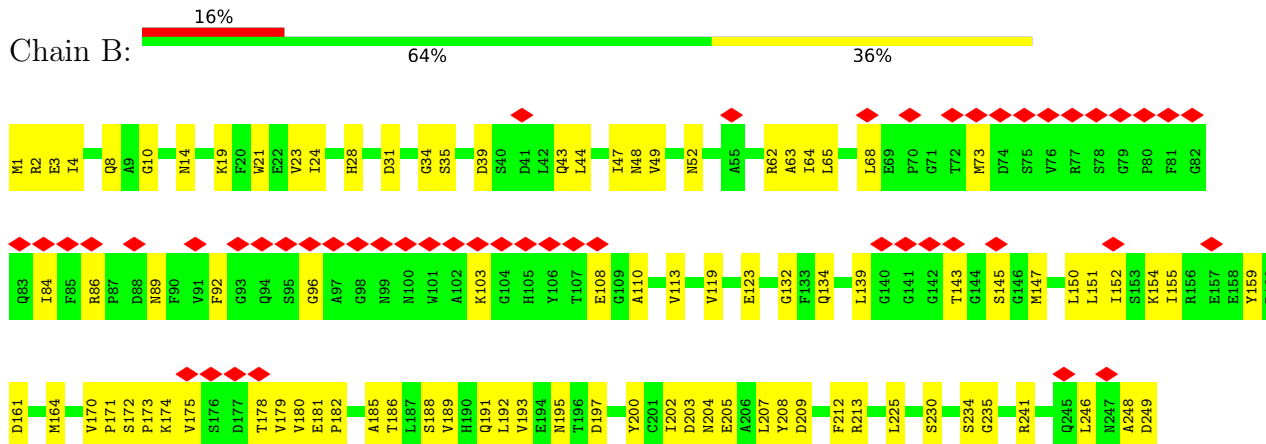 16%
Chain B:
64% 36%
M1 R2 E3 I4 Q8 A9 G10 N14 K19 F20 W21 E22 V23 I24 H28 D31 G34 S35 D39 S40 D41 L42 Q43 L44 I47 N48 V49 N52 A55 R62 A63 I64 L65 L68 E69 P70 G71 T72 M73 D74 S75 V76 R77 S78 G79 P80 F81 G82
Q83 I84 F85 R86 P87 D88 N89 F90 V91 F92 G93 Q94 S95 G96 A97 G98 N99 N100 W101 A102 K103 G104 H105 Y106 T107 E108 G109 A110 V113 V119 E123 G132 F133 Q134 L139 G140 G141 G142 T143 G144 S145 G146 M147 L150 L151 I152 S153 K154 I155 R156 E157 E158 Y159
D161 M164 V170 P171 S172 P173 K174 V175 S176 D177 T178 V179 V180 E181 P182 A185 T186 L187 S188 V189 H190 Q191 L192 V193 E194 N195 T196 D197 Y200 C201 I202 D203 N204 E205 A206 L207 Y208 D209 F212 R213 L225 S230 S234 G235 R241 Q245 L246 N247 A248 D249